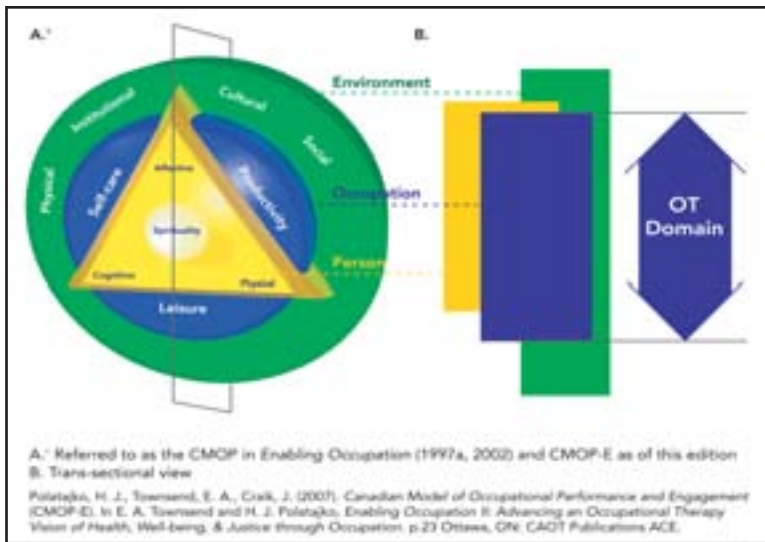 A.¹
B.
Environment
Cultural
Institutional
Social
Physical
Affective
Self-care
Productivity
Occupation
OT
Domain
Spirituality
Person
Cognitive
Physical
Leisure
A.¹ Referred to as the CMOP in Enabling Occupation (1997a, 2002) and CMOP-E as of this edition
B. Trans-sectional view
Polatajko, H. J., Townsend, E. A., Craik, J. (2007). Canadian Model of Occupational Performance and Engagement
(CMOP-E). In E. A. Townsend and H. J. Polatajko, Enabling Occupation II: Advancing an Occupational Therapy
Vision of Health, Well-being, & Justice through Occupation. p.23 Ottawa, ON: CAOT Publications ACE.